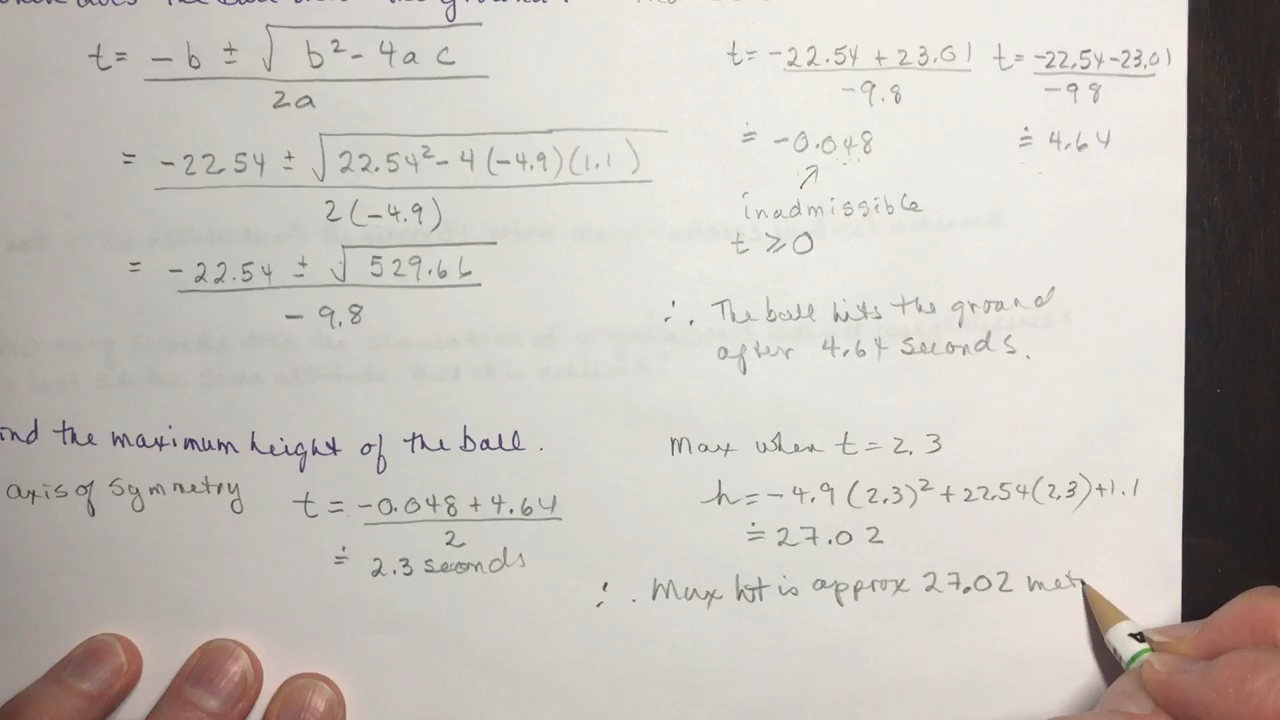 the ground?
t = -b ± √b² - 4ac / 2a
= -22.54 ± √22.54² - 4(-4.9)(1.1) / 2(-4.9)
= -22.54 ± √529.66 / -9.8
t = -22.54 + 23.01 / -9.8
≐ -0.048
inadmissible
t ≥ 0
t = -22.54 - 23.01 / -98
≐ 4.64
∴ The ball hits the ground
after 4.64 seconds.
the maximum height of the ball.
axis of symmetry t = -0.048 + 4.64 / 2
≐ 2.3 seconds
Max when t = 2.3
h = -4.9(2.3)² + 22.54(2.3) + 1.1
≐ 27.02
∴ Max ht is approx 27.02 met